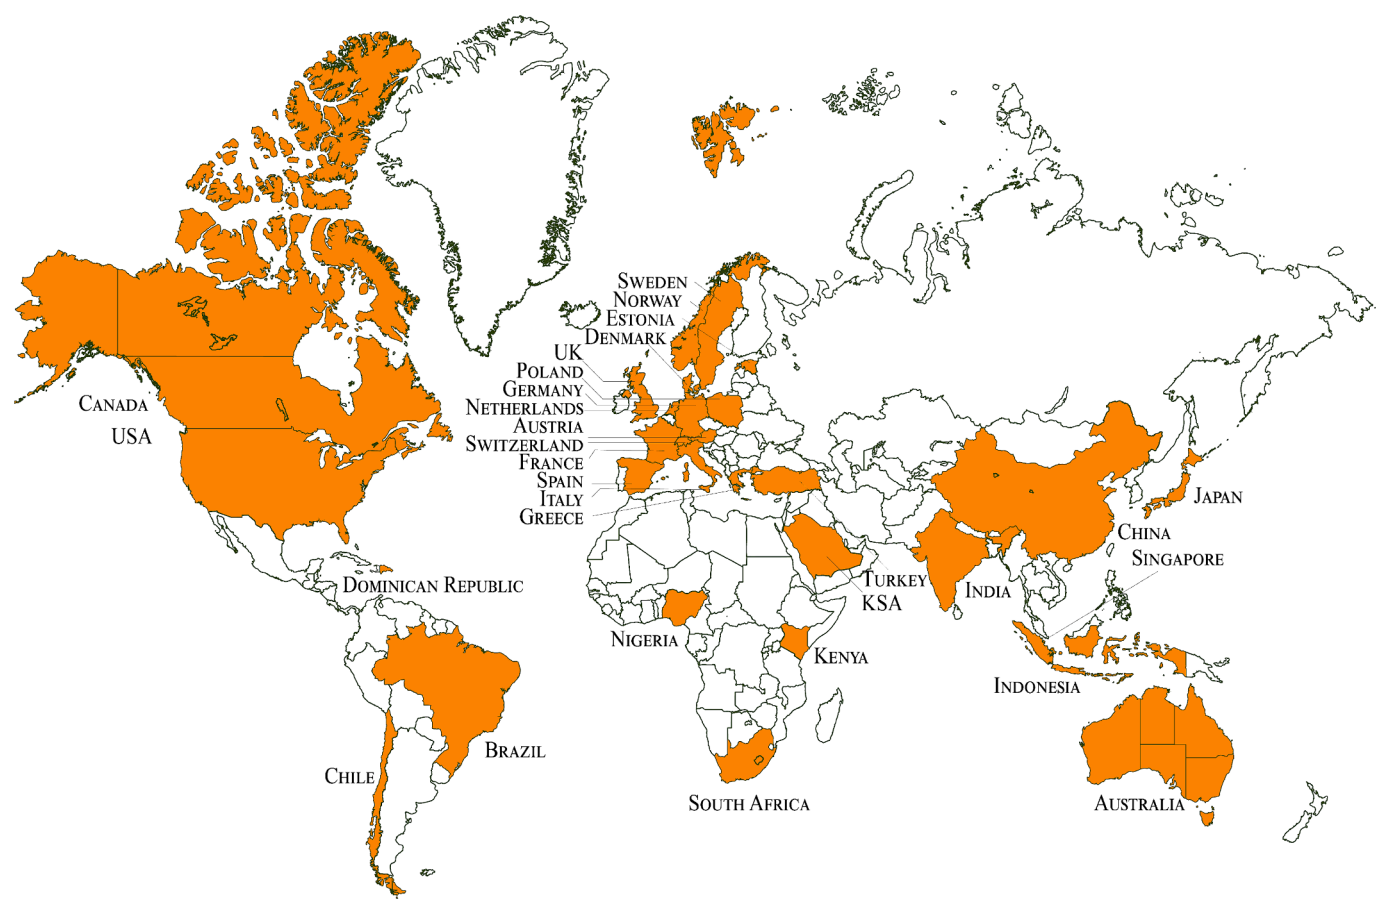 Sweden
Norway
Estonia
Denmark
UK
Poland
Germany
Netherlands
Austria
Switzerland
France
Spain
Italy
Greece
Canada
USA
Dominican Republic
Brazil
Chile
Nigeria
Kenya
South Africa
Turkey
KSA
India
China
Japan
Singapore
Indonesia
Australia